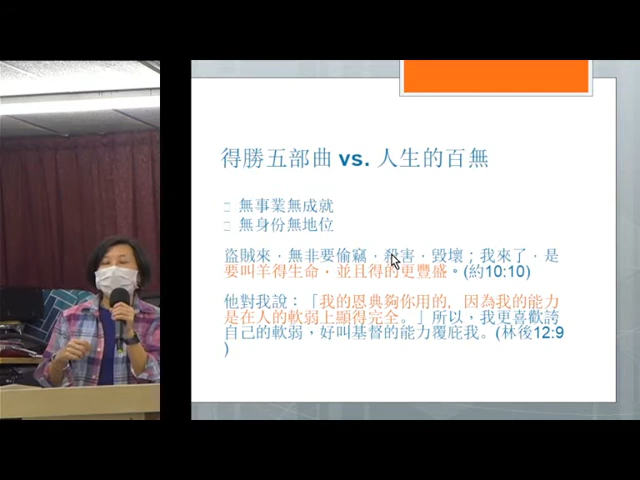 得勝五部曲 vs. 人生的百無
無事業無成就
無身份無地位
盜賊來，無非要偷竊，殺害，毀壞；我來了，是
要叫羊得生命，並且得的更豐盛。(約10:10)
他對我說：「我的恩典夠你用的，因為我的能力
是在人的軟弱上顯得完全。」所以，我更喜歡誇
自己的軟弱，好叫基督的能力覆庇我。(林後12:9
)